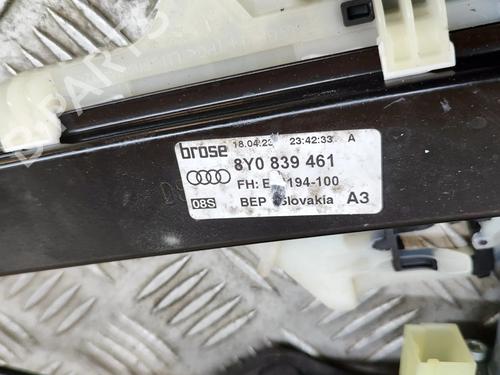 brose 18.04.23 23:42:33 A
8Y0 839 461
FH: 194-100
08S BEP Slovakia A3